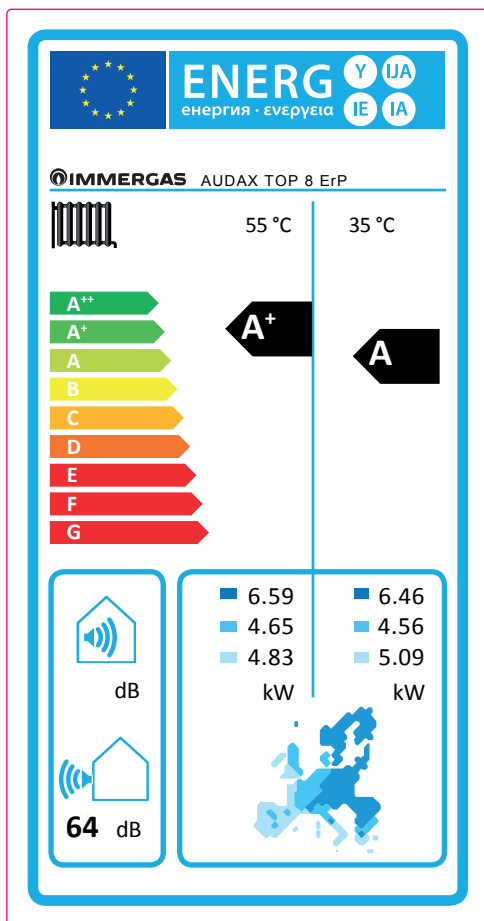 ENERG Y IJA
енергия · ενεργεια IE IA
IMMERGAS AUDAX TOP 8 ErP
55 °C 35 °C
A++
A+ A+
A A
B
C
D
E
F
G
6.59 6.46
4.65 4.56
4.83 5.09
dB kW kW
64 dB